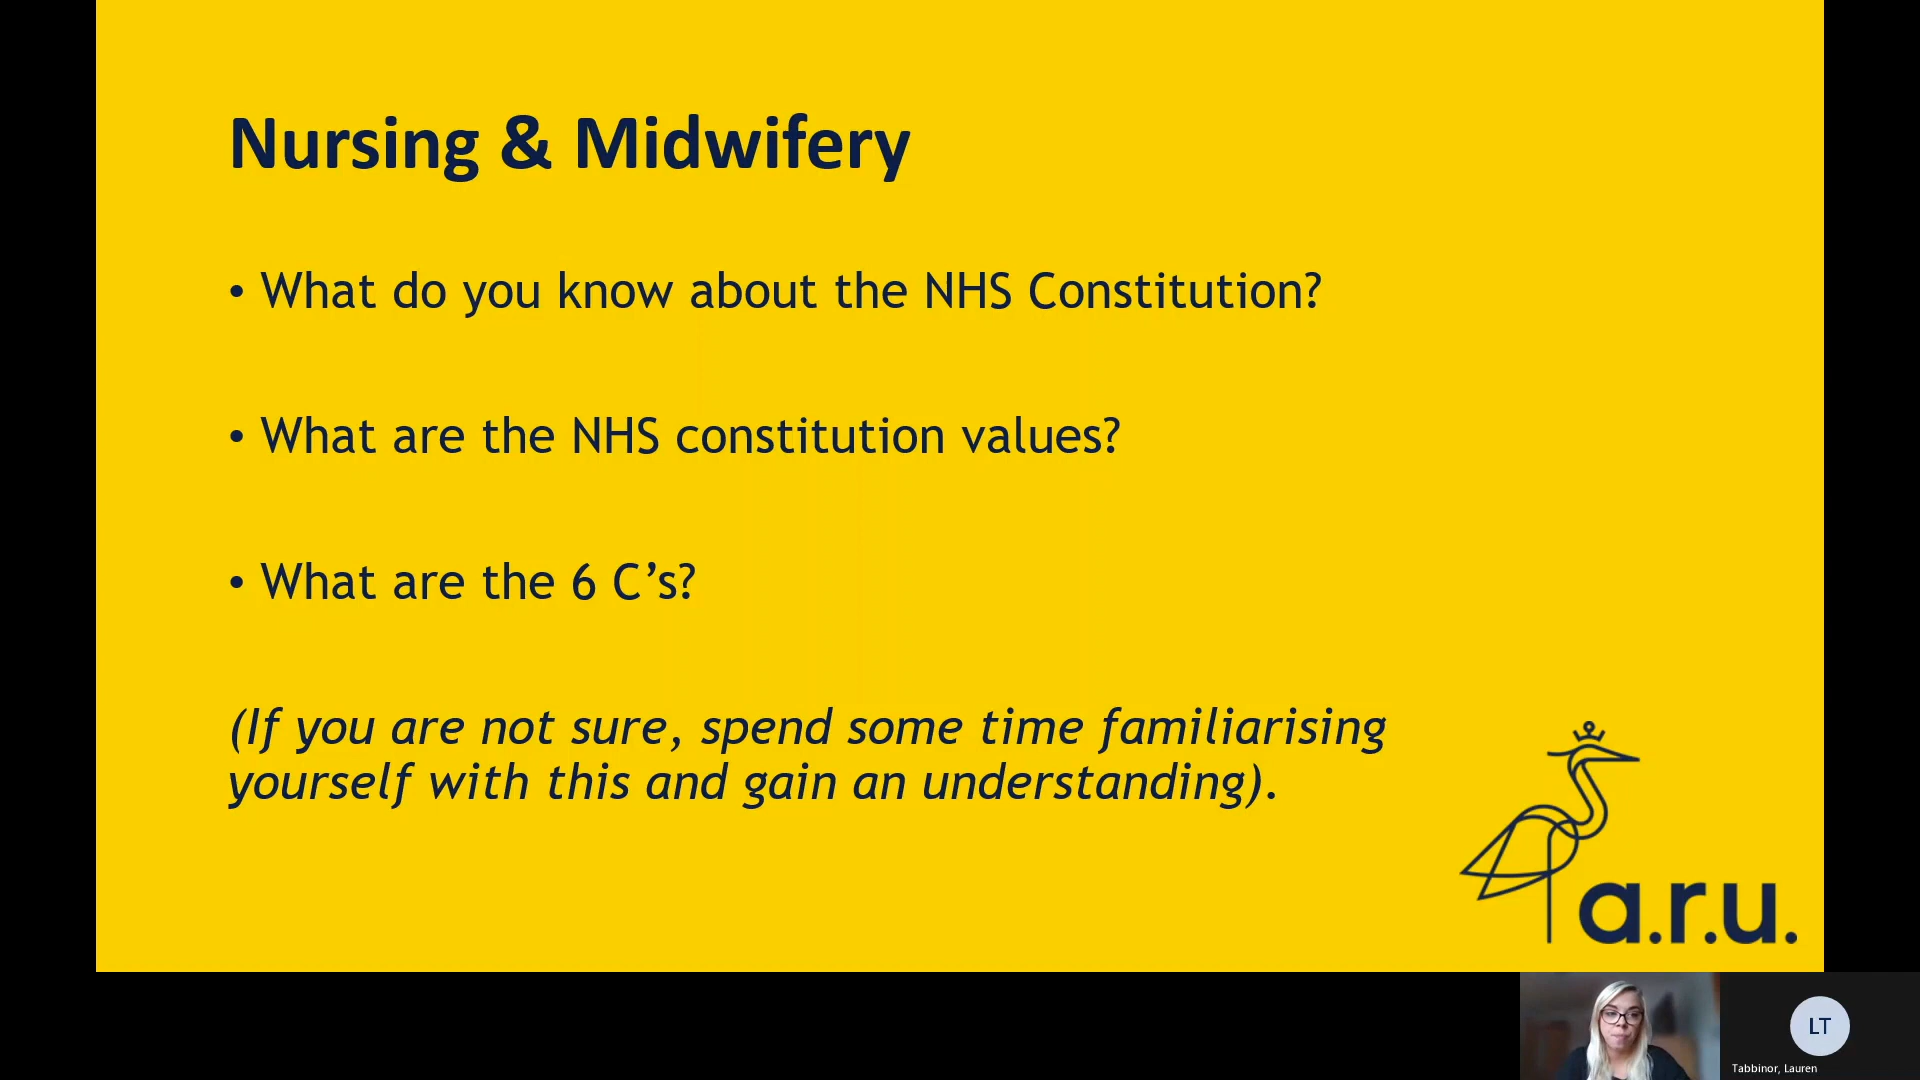 Nursing & Midwifery
• What do you know about the NHS Constitution?
• What are the NHS constitution values?
• What are the 6 C’s?
(If you are not sure, spend some time familiarising
yourself with this and gain an understanding).
a.r.u.
LT
Tabbinor, Lauren